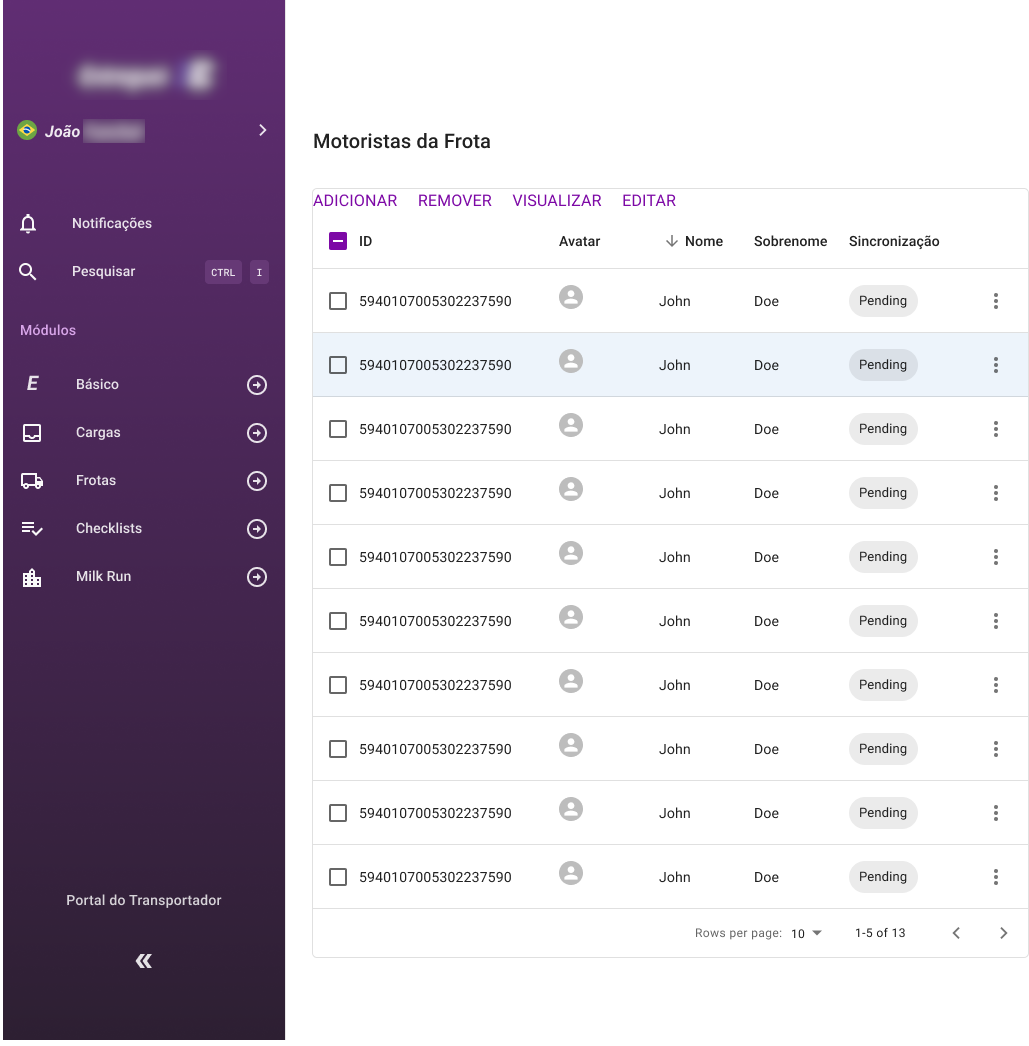 João
Notificações
Pesquisar CTRL I
Módulos
E Básico
Cargas
Frotas
Checklists
Milk Run
Portal do Transportador
Motoristas da Frota
ADICIONAR REMOVER VISUALIZAR EDITAR
ID Avatar Nome Sobrenome Sincronização
5940107005302237590 John Doe Pending
5940107005302237590 John Doe Pending
5940107005302237590 John Doe Pending
5940107005302237590 John Doe Pending
5940107005302237590 John Doe Pending
5940107005302237590 John Doe Pending
5940107005302237590 John Doe Pending
5940107005302237590 John Doe Pending
5940107005302237590 John Doe Pending
5940107005302237590 John Doe Pending
Rows per page: 10 1-5 of 13